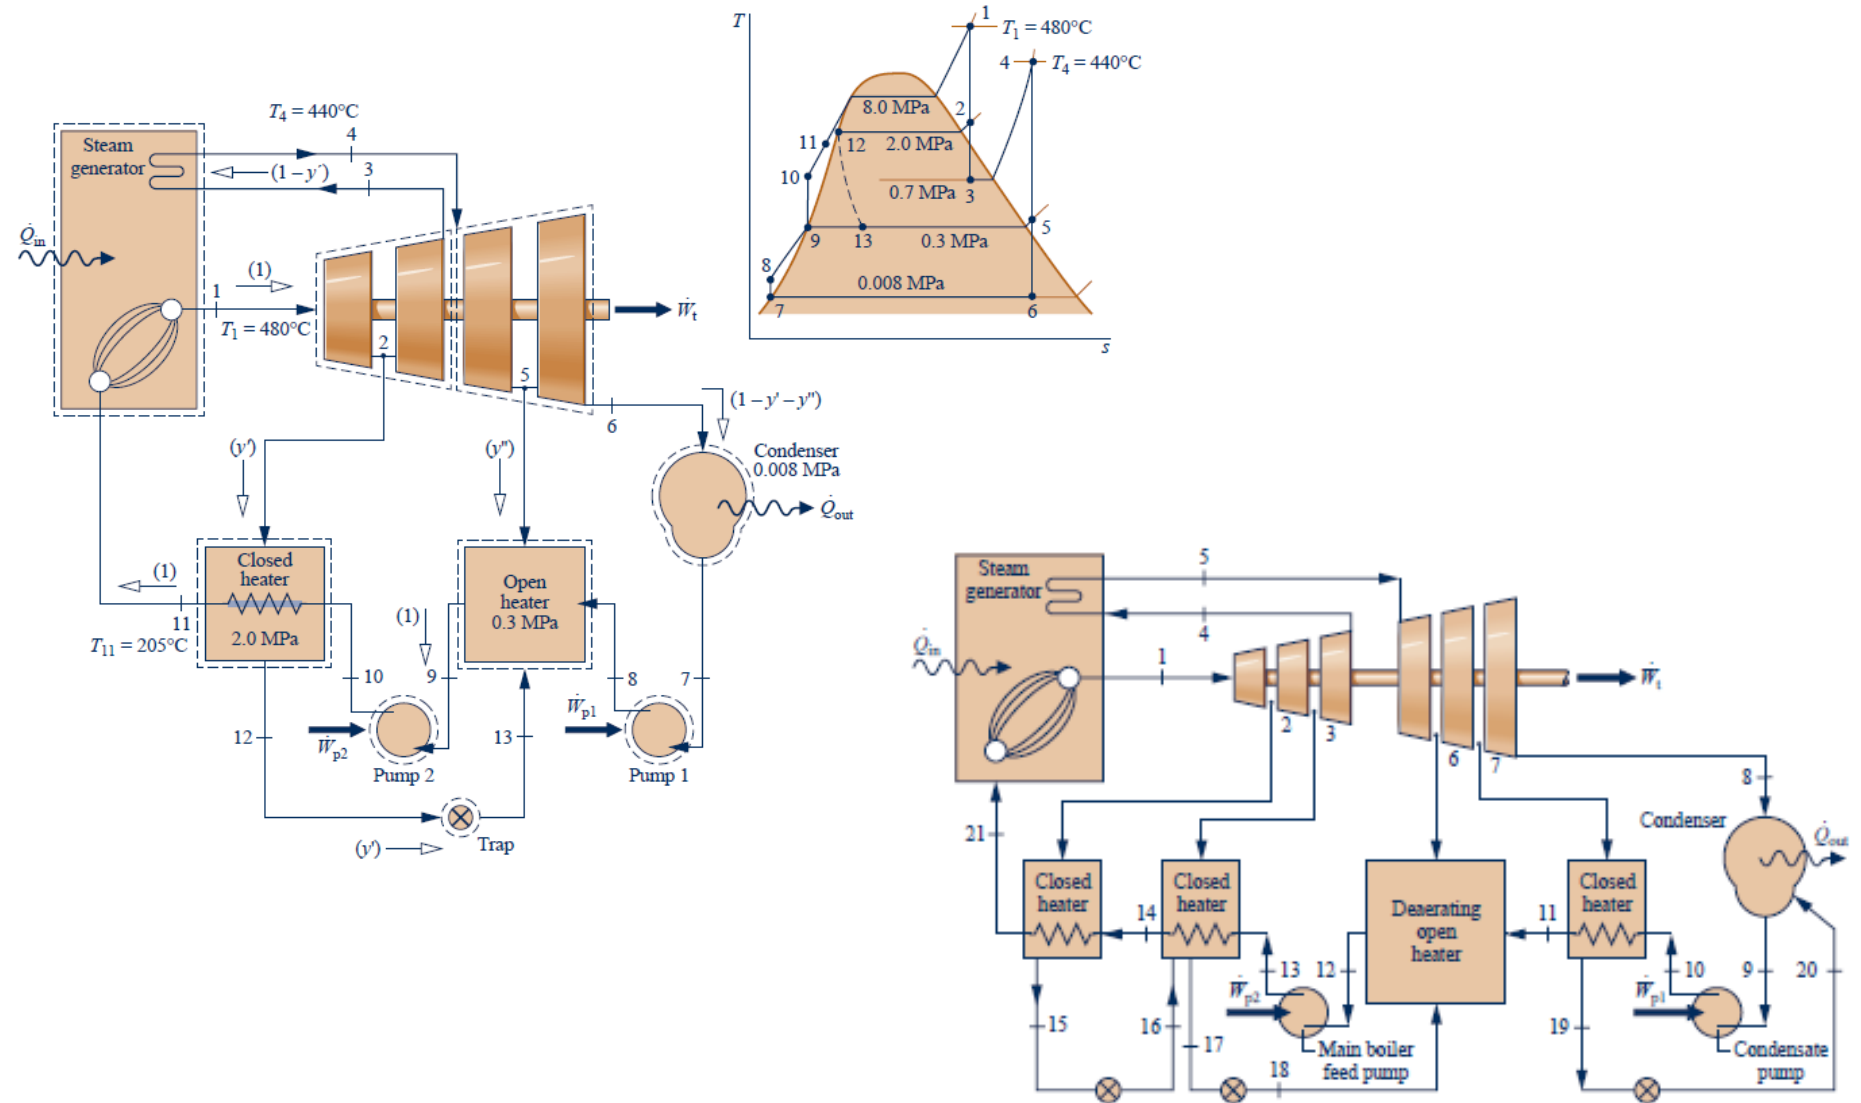 T
1
T₁ = 480°C
4
T₄ = 440°C
8.0 MPa
2
11
12
2.0 MPa
10
0.7 MPa
3
5
9
13
0.3 MPa
8
0.008 MPa
7
6
s
T₄ = 440°C
4
Steam
generator
(1 – y′)
3
Q̇in
(1)
1
T₁ = 480°C
Ẇt
2
5
(1 – y′ – y″)
6
(y′)
(y″)
Condenser
0.008 MPa
Q̇out
Closed
heater
2.0 MPa
(1)
11
T₁₁ = 205°C
Open
heater
0.3 MPa
(1)
10
9
8
7
12
Ẇp2
Pump 2
13
Ẇp1
Pump 1
(y′)
Trap
Steam
generator
5
4
Q̇in
1
Ẇt
2
3
6
7
8
Condenser
Q̇out
21
Closed
heater
14
Closed
heater
Deaerating
open
heater
11
Closed
heater
13
12
10
9
20
Ẇp2
Ẇp1
15
16
17
18
19
Main boiler
feed pump
Condensate
pump